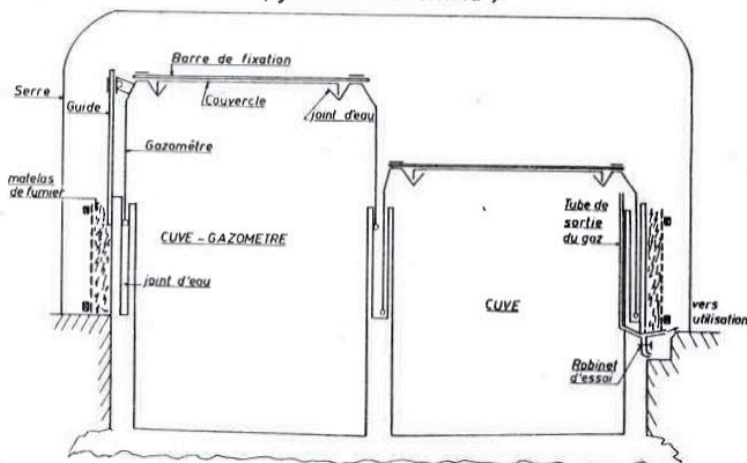 Barre de fixation
Serre
Couvercle
Guide
joint d'eau
Gazomètre
matelas
de fumier
Tube de
sortie
du gaz
CUVE - GAZOMETRE
joint d'eau
CUVE
vers
utilisation
Robinet
d'essai